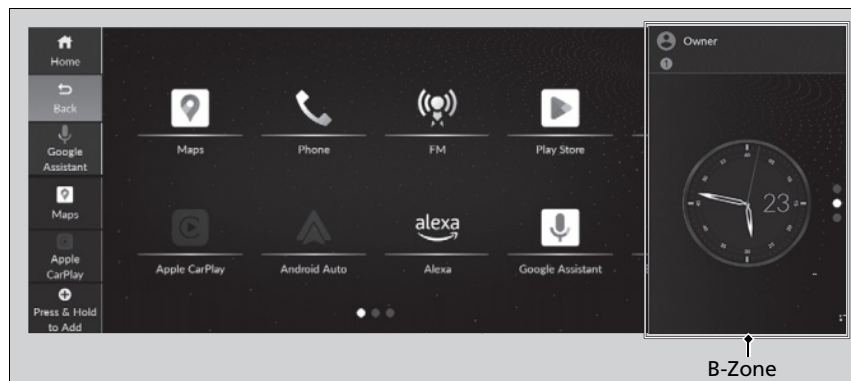 Home
Back
Google
Assistant
Maps
Apple
CarPlay
Press & Hold
to Add
Maps
Phone
FM
Play Store
Apple CarPlay
Android Auto
alexa
Alexa
Google Assistant
Owner
1
23
B-Zone